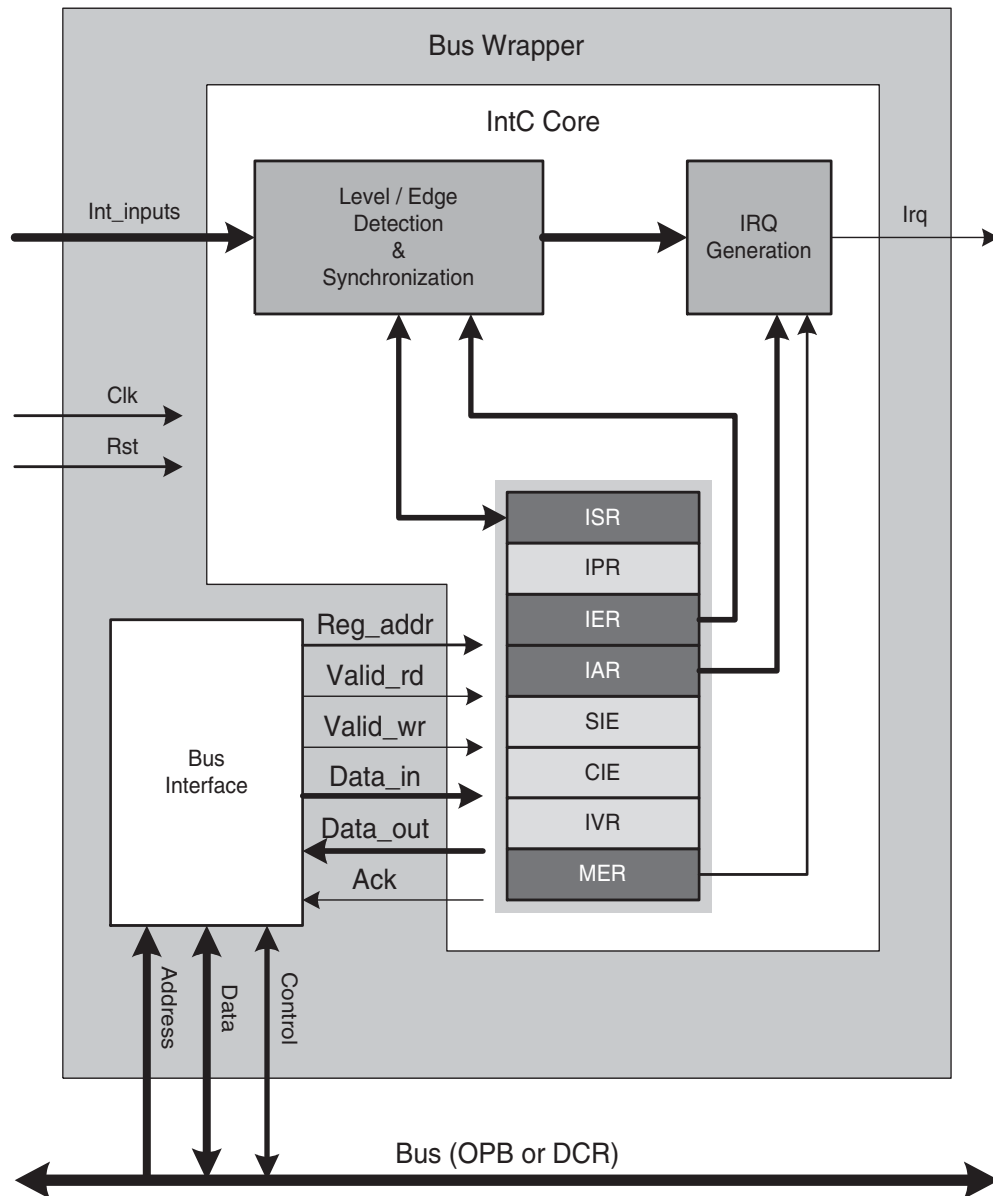 Bus Wrapper
IntC Core
Int_inputs
Level / Edge
Detection
&
Synchronization
IRQ
Generation
Irq
Clk
Rst
ISR
IPR
IER
IAR
SIE
CIE
IVR
MER
Reg_addr
Valid_rd
Valid_wr
Data_in
Data_out
Ack
Bus
Interface
Address
Data
Control
Bus (OPB or DCR)